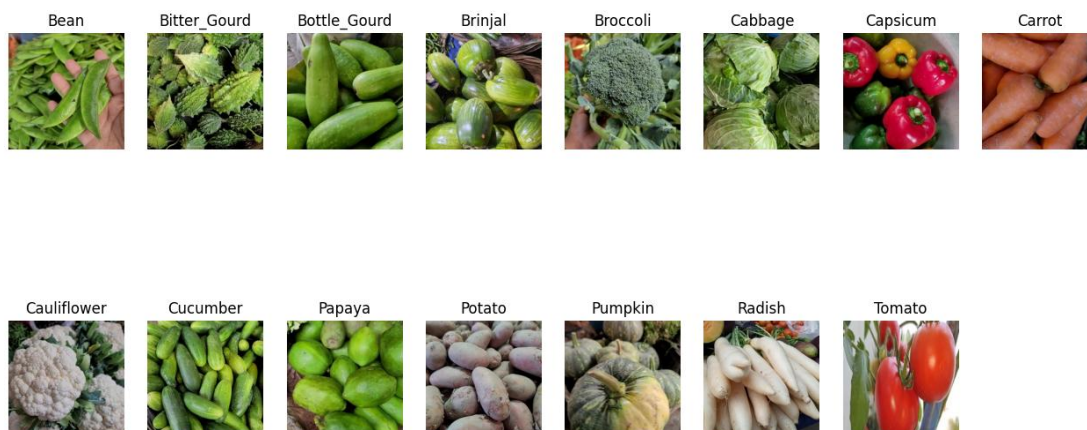 Bean Bitter_Gourd Bottle_Gourd Brinjal Broccoli Cabbage Capsicum Carrot
Cauliflower Cucumber Papaya Potato Pumpkin Radish Tomato